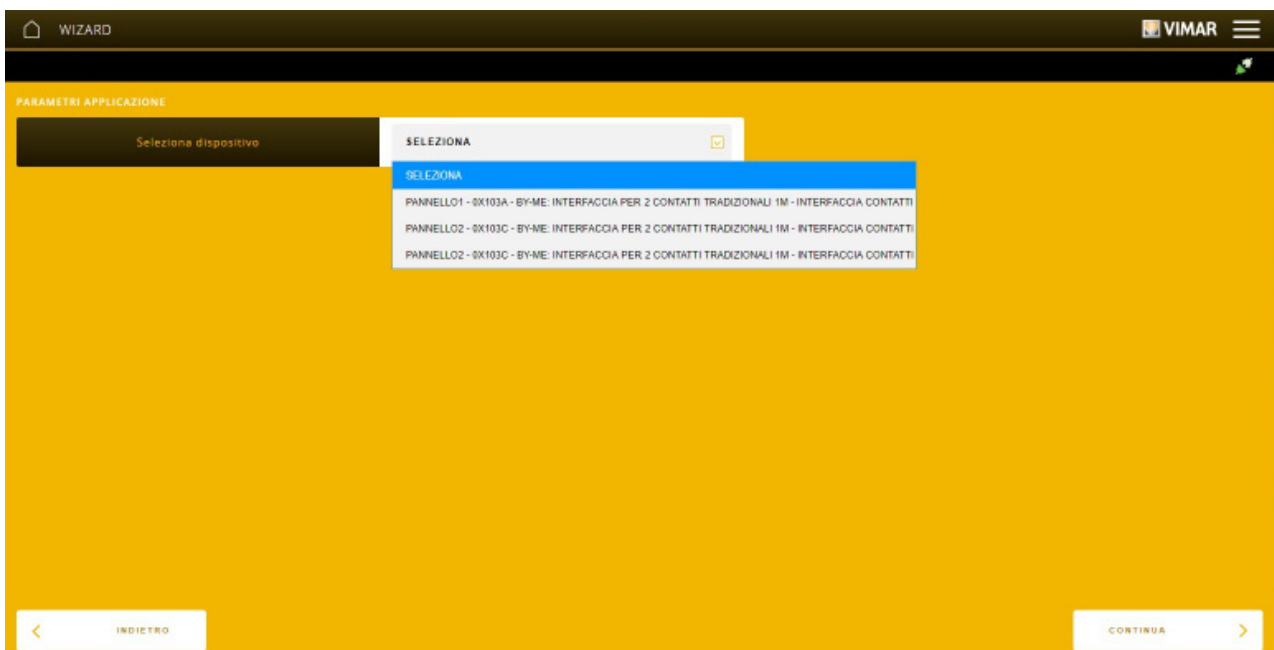 WIZARD
VIMAR
PARAMETRI APPLICAZIONE
Seleziona dispositivo
SELEZIONA
SELEZIONA
PANNELLO1 - 0X103A - BY-ME: INTERFACCIA PER 2 CONTATTI TRADIZIONALI 1M - INTERFACCIA CONTATTI
PANNELLO2 - 0X103C - BY-ME: INTERFACCIA PER 2 CONTATTI TRADIZIONALI 1M - INTERFACCIA CONTATTI
PANNELLO2 - 0X103C - BY-ME: INTERFACCIA PER 2 CONTATTI TRADIZIONALI 1M - INTERFACCIA CONTATTI
INDIETRO
CONTINUA